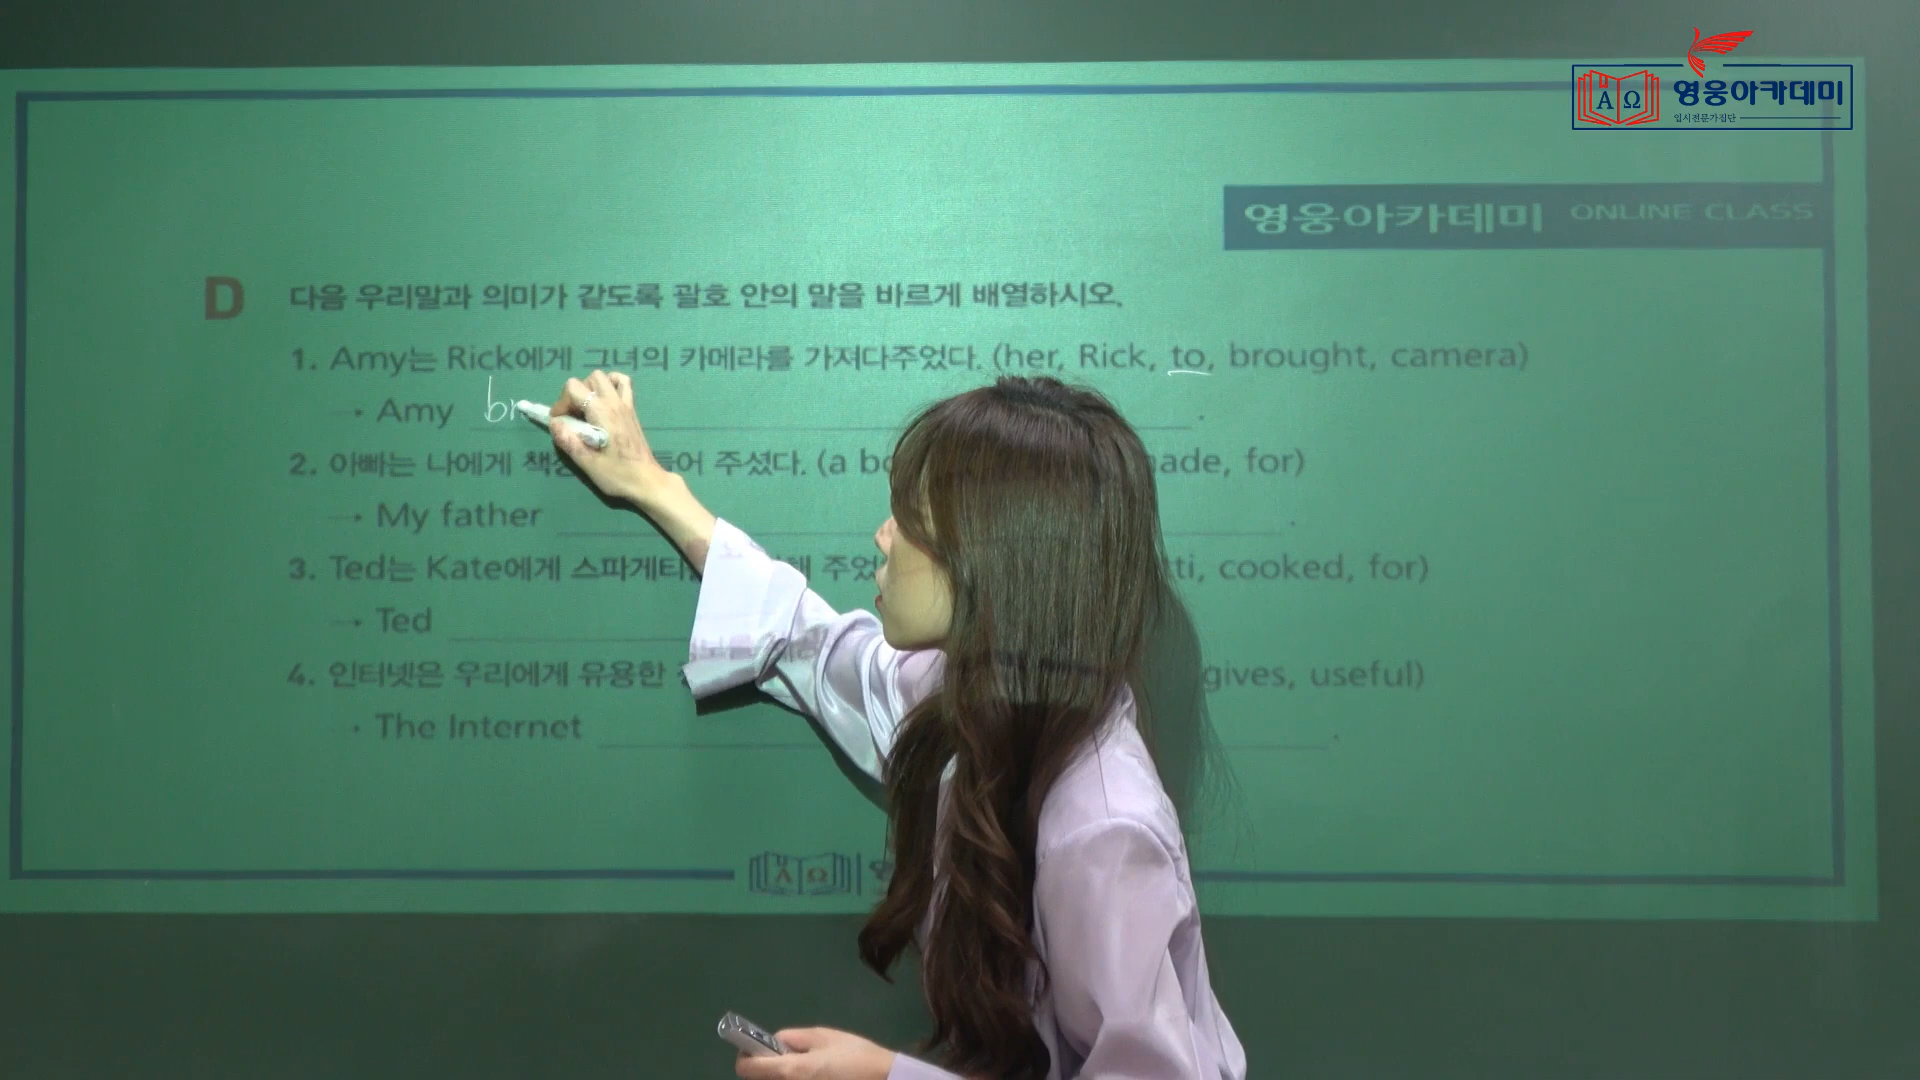 영웅아카데미
입시전문가집단
A Ω
영웅아카데미 ONLINE CLASS
D 다음 우리말과 의미가 같도록 괄호 안의 말을 바르게 배열하시오.
1. Amy는 Rick에게 그녀의 카메라를 가져다주었다. (her, Rick, to, brought, camera)
→ Amy br
2. 아빠는 나에게 들어 주셨다. (a for)
→ My father
3. Ted는 Kate에게 스파게티 cooked, for)
→ Ted
4. 인터넷은 우리에게 유용한 gives, useful)
· The Internet
A Ω